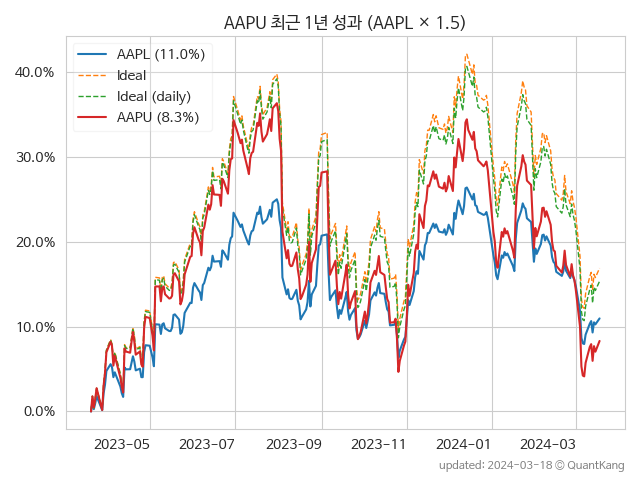 AAPU 최근 1년 성과 (AAPL × 1.5)
AAPL (11.0%)
Ideal
Ideal (daily)
AAPU (8.3%)
40.0%
30.0%
20.0%
10.0%
0.0%
2023-05 2023-07 2023-09 2023-11 2024-01 2024-03
updated: 2024-03-18 © QuantKang